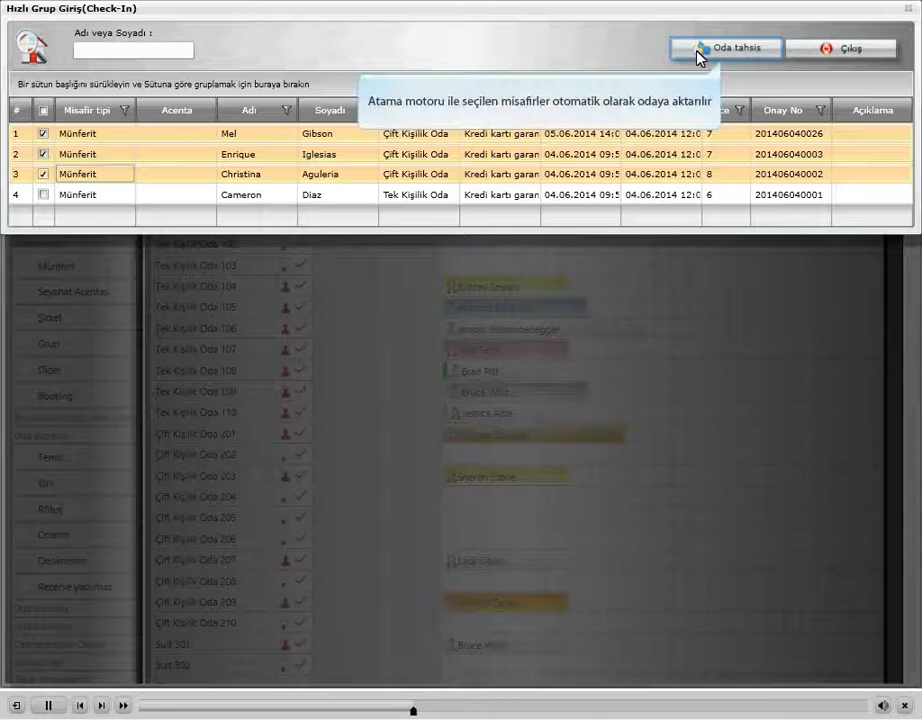 Hızlı Grup Giriş(Check-In)
Adı veya Soyadı :
Oda tahsis
Çıkış
Bir sütun başlığını sürükleyin ve Sütuna göre gruplamak için buraya bırakın
Atama motoru ile seçilen misafirler otomatik olarak odaya aktarılır
# Misafir tipi Acenta Adı Soyadı Onay No Açıklama
1 Münferit Mel Gibson Çift Kişilik Oda Kredi kartı garan 05.06.2014 14:0 04.06.2014 12:0 7 201406040026
2 Münferit Enrique Iglesias Çift Kişilik Oda Kredi kartı garan 04.06.2014 09:5 04.06.2014 12:0 7 201406040003
3 Münferit Christina Aguleria Çift Kişilik Oda Kredi kartı garan 04.06.2014 09:5 04.06.2014 12:0 8 201406040002
4 Münferit Cameron Diaz Tek Kişilik Oda Kredi kartı garan 04.06.2014 09:5 04.06.2014 12:0 6 201406040001
Münferit Tek Kişilik Oda 103
Seyahat Acentası Tek Kişilik Oda 104
Şirket Tek Kişilik Oda 105
Tek Kişilik Oda 106
Grup Tek Kişilik Oda 107
Diğer Tek Kişilik Oda 108 Brad Pitt
Booking Tek Kişilik Oda 109 Bruce Willis
Tek Kişilik Oda 110 Jessica Alba
Çift Kişilik Oda 201
Temiz Çift Kişilik Oda 202
Kirli Çift Kişilik Oda 203 Sharon Stone
Çift Kişilik Oda 204
Rötuş Çift Kişilik Oda 205
Onarım Çift Kişilik Oda 206
Denetlenen Çift Kişilik Oda 207
Rezerve yapılmaz Çift Kişilik Oda 208
Çift Kişilik Oda 209
Çift Kişilik Oda 210
Suit 301 Bruce
Suit 302